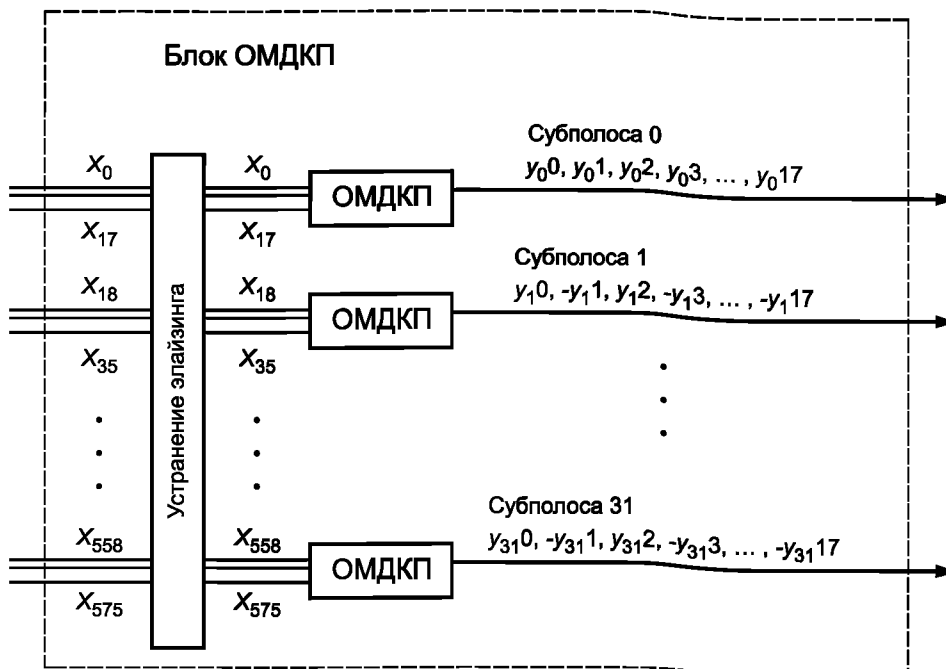 Блок ОМДКП
Субполоса 0
y₀0, y₀1, y₀2, y₀3, ... , y₀17
X₀ X₀
ОМДКП
X₁₇ X₁₇
Субполоса 1
y₁0, -y₁1, y₁2, -y₁3, ... , -y₁17
X₁₈ X₁₈
ОМДКП
X₃₅ X₃₅
Устранение элайзинга
Субполоса 31
y₃₁0, -y₃₁1, y₃₁2, -y₃₁3, ... , -y₃₁17
X₅₅₈ X₅₅₈
ОМДКП
X₅₇₅ X₅₇₅